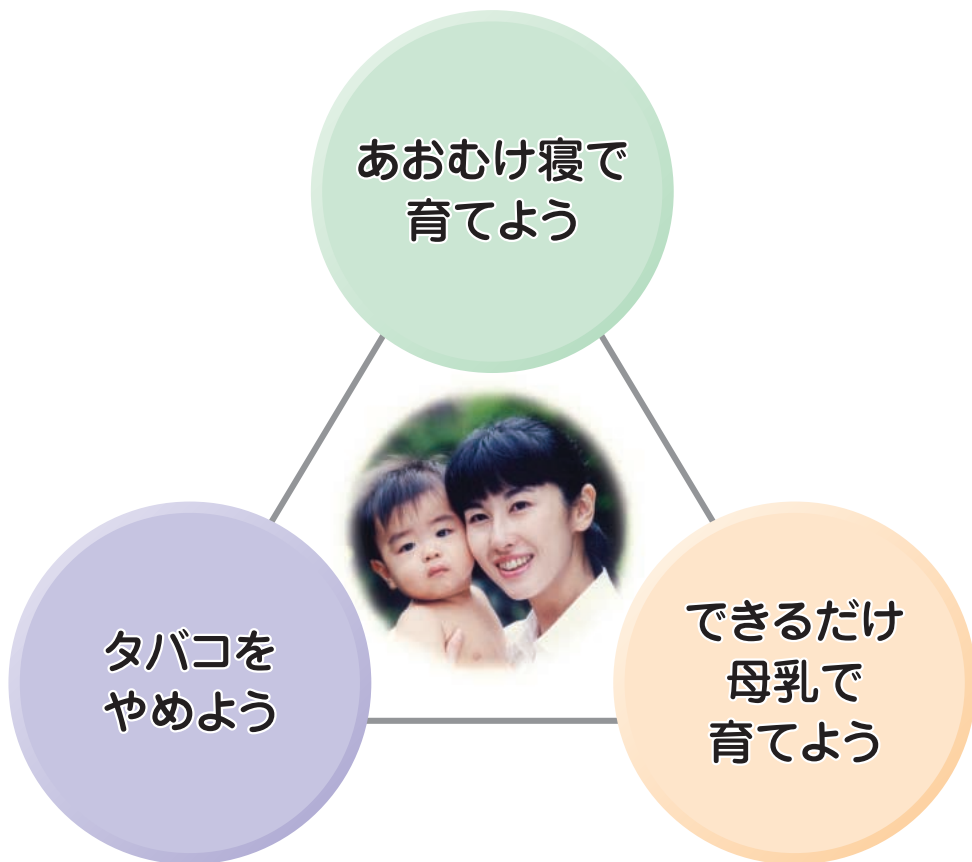 あおむけ寝で
育てよう
タバコを
やめよう
できるだけ
母乳で
育てよう